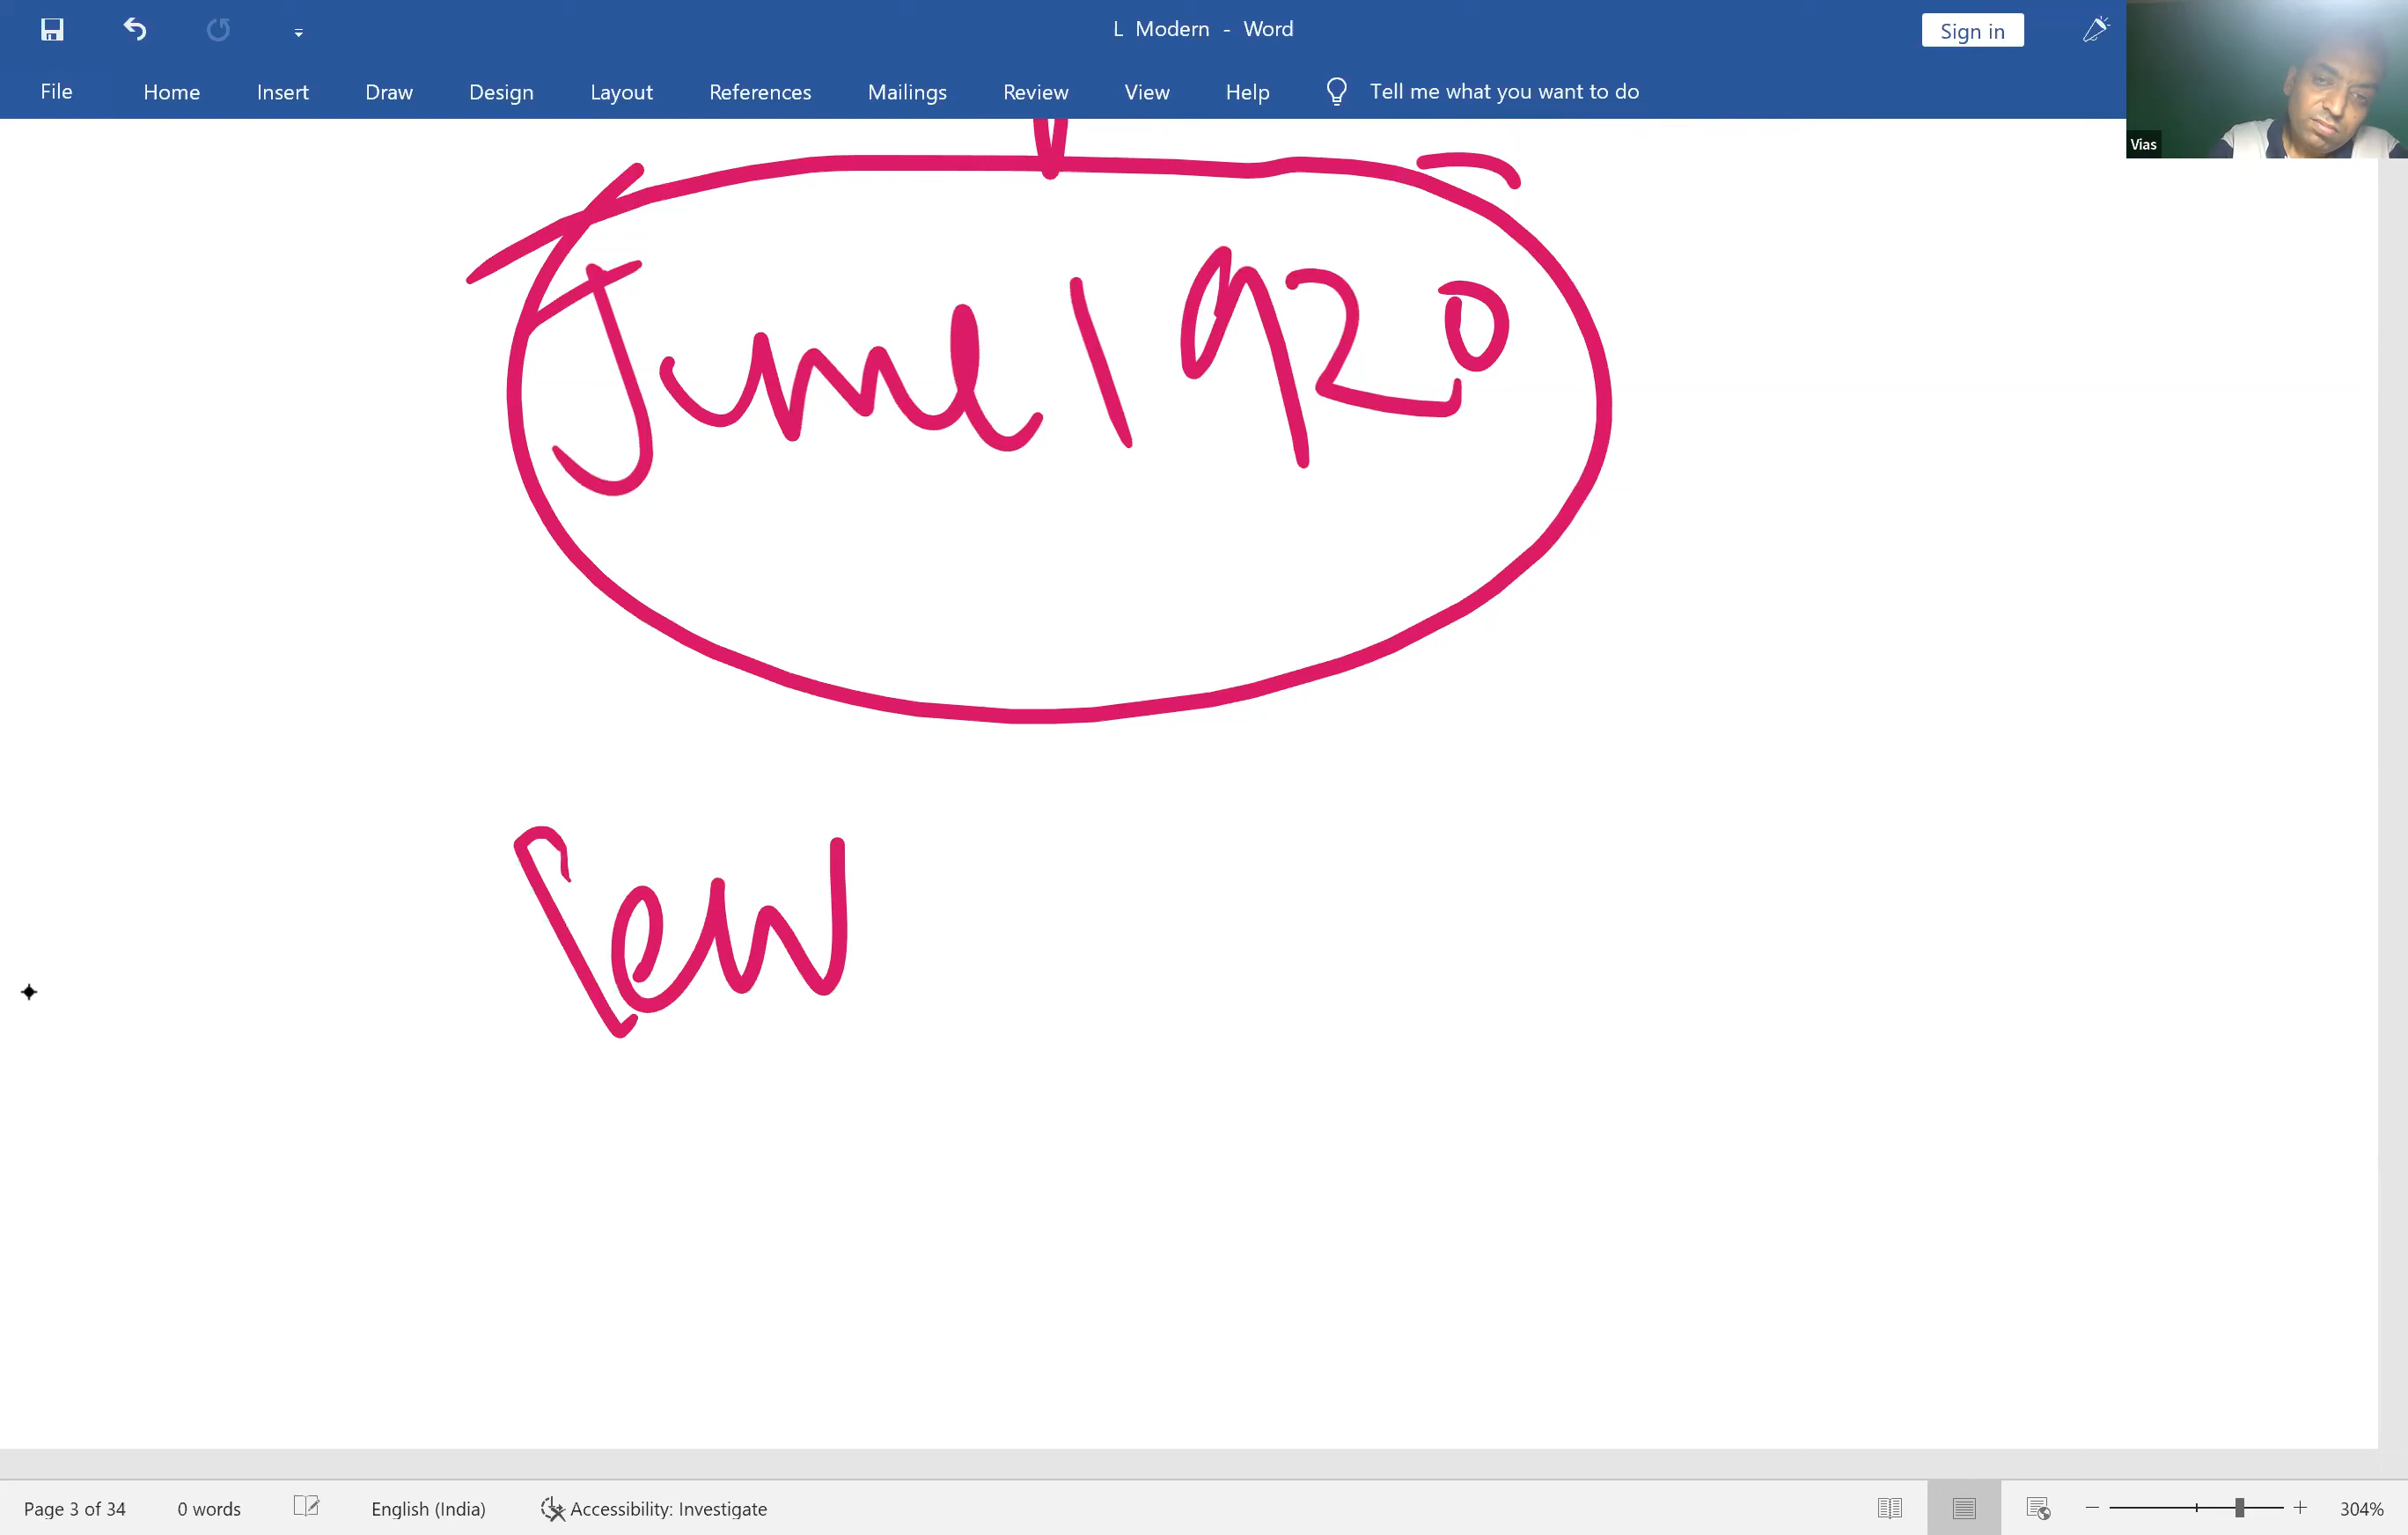 L Modern - Word
Sign in
File Home Insert Draw Design Layout References Mailings Review View Help Tell me what you want to do
Vias
June 1920
Page 3 of 34 0 words English (India) Accessibility: Investigate 304%